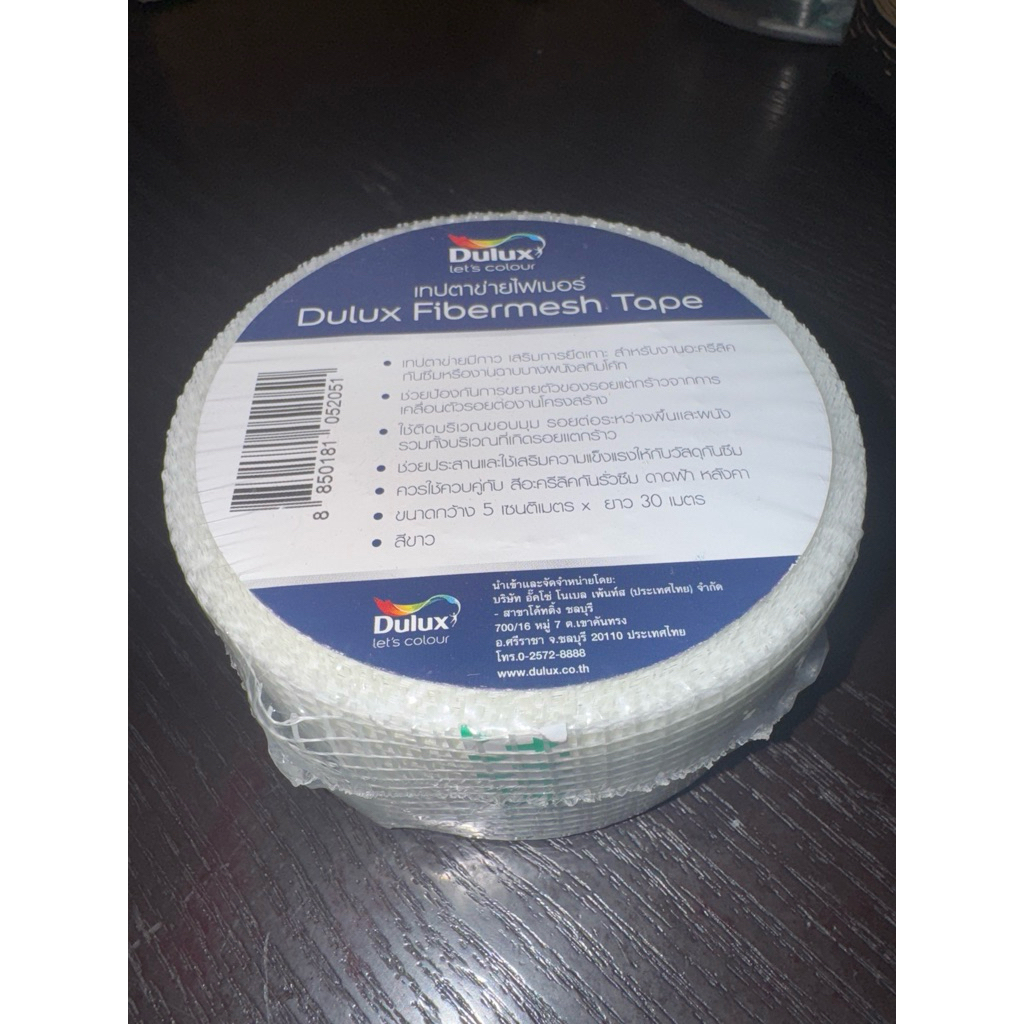 Dulux
let's colour
เทปตาข่ายไฟเบอร์
Dulux Fibermesh Tape
• เทปตาข่ายมีกาว เสริมการยึดเกาะ สำหรับงานอะครีลิค
กันซึมหรืองานฉาบบางผนังสกิมโค้ท
• ช่วยป้องกันการขยายตัวของรอยแตกร้าวจากการ
เคลื่อนตัวรอยต่องานโครงสร้าง
• ใช้ติดบริเวณขอบมุม รอยต่อระหว่างพื้นและผนัง
รวมทั้งบริเวณที่เกิดรอยแตกร้าว
• ช่วยประสานและใช้เสริมความแข็งแรงให้กับวัสดุกันซึม
• ควรใช้ควบคู่กับ สีอะครีลิคกันรั่วซึม ดาดฟ้า หลังคา
• ขนาดกว้าง 5 เซนติเมตร x ยาว 30 เมตร
• สีขาว
8 850181 052051
Dulux
let's colour
นำเข้าและจัดจำหน่ายโดย:
บริษัท อั๊คโซ่ โนเบล เพ้นท์ส (ประเทศไทย) จำกัด
- สาขาโค้ทติ้ง ชลบุรี
700/16 หมู่ 7 ต.เขาคันทรง
อ.ศรีราชา จ.ชลบุรี 20110 ประเทศไทย
โทร.0-2572-8888
www.dulux.co.th